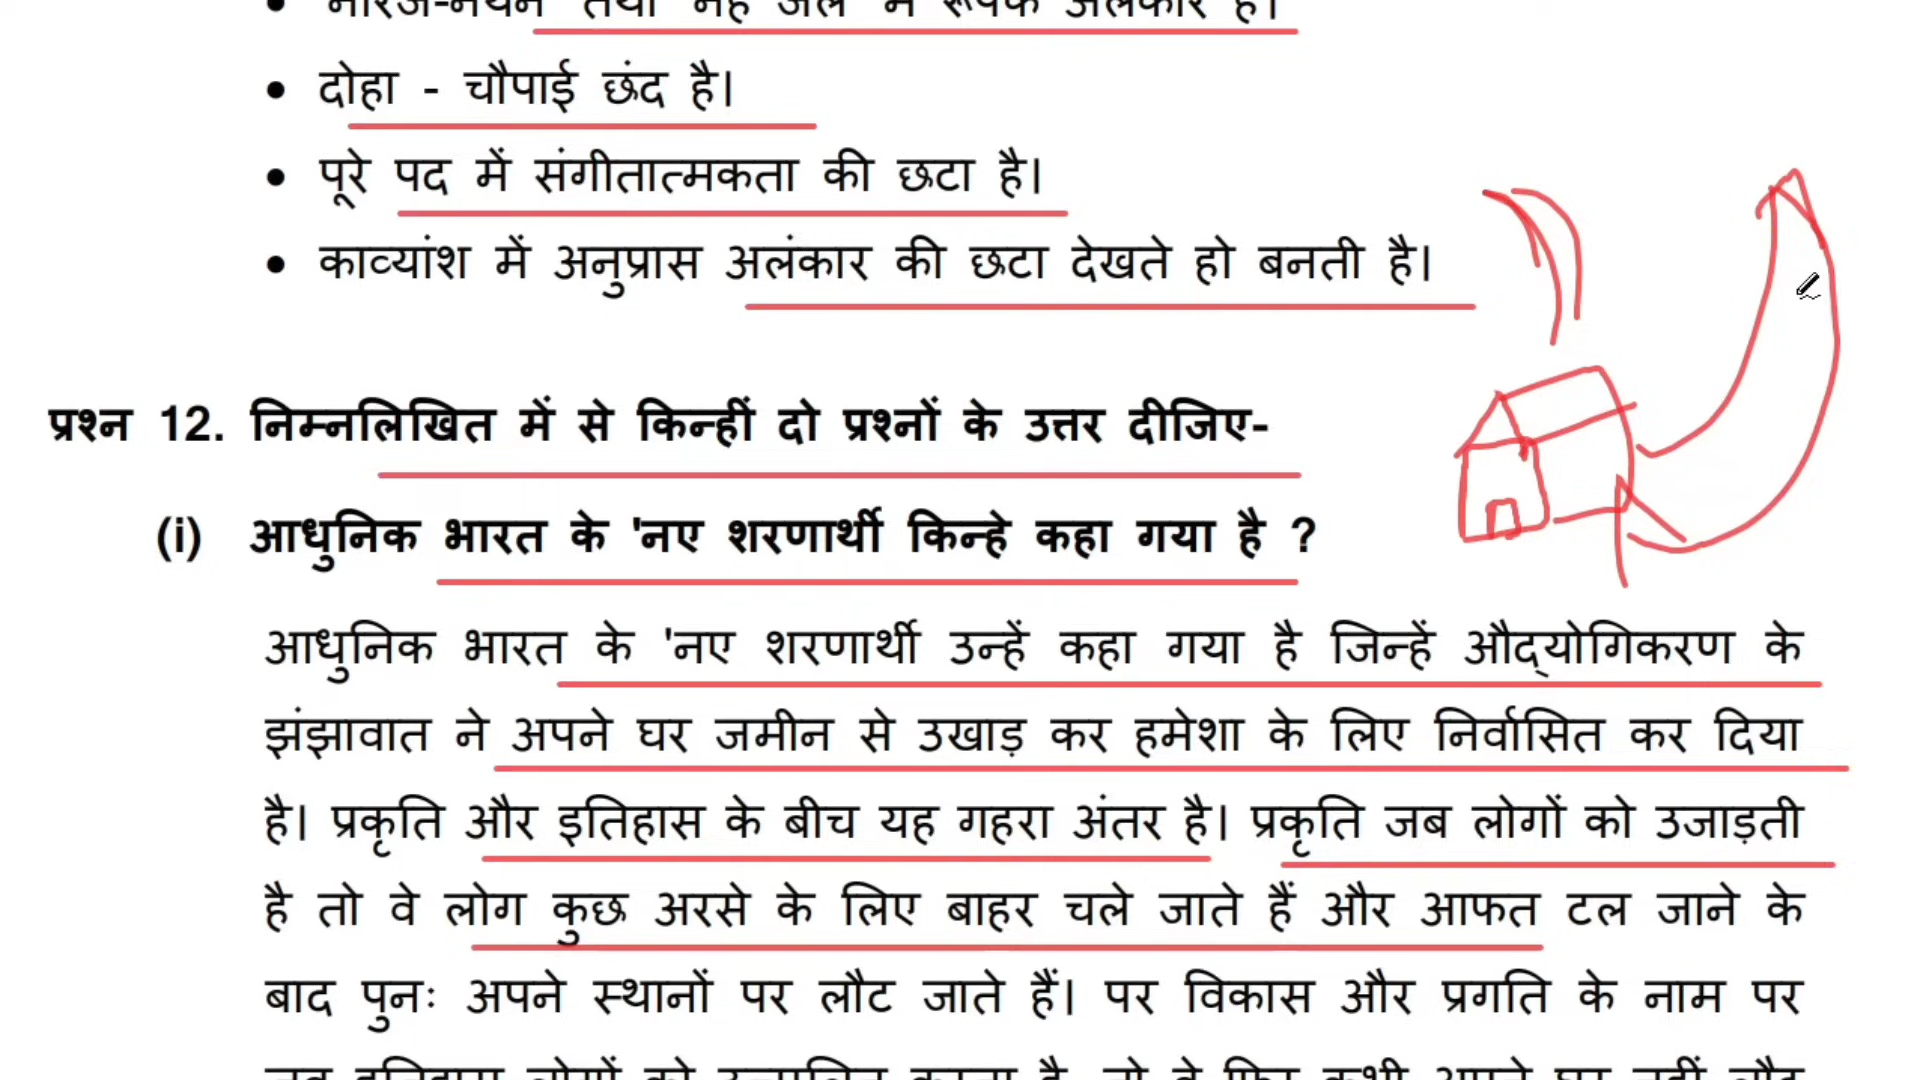 तथा में रूपक अलंकार है।
• दोहा - चौपाई छंद है।
• पूरे पद में संगीतात्मकता की छटा है।
• काव्यांश में अनुप्रास अलंकार की छटा देखते हो बनती है।
प्रश्न 12. निम्नलिखित में से किन्हीं दो प्रश्नों के उत्तर दीजिए-
(i) आधुनिक भारत के 'नए शरणार्थी किन्हे कहा गया है ?
आधुनिक भारत के 'नए शरणार्थी उन्हें कहा गया है जिन्हें औद्‌योगिकरण के
झंझावात ने अपने घर जमीन से उखाड़ कर हमेशा के लिए निर्वासित कर दिया
है। प्रकृति और इतिहास के बीच यह गहरा अंतर है। प्रकृति जब लोगों को उजाड़ती
है तो वे लोग कुछ अरसे के लिए बाहर चले जाते हैं और आफत टल जाने के
बाद पुनः अपने स्थानों पर लौट जाते हैं। पर विकास और प्रगति के नाम पर